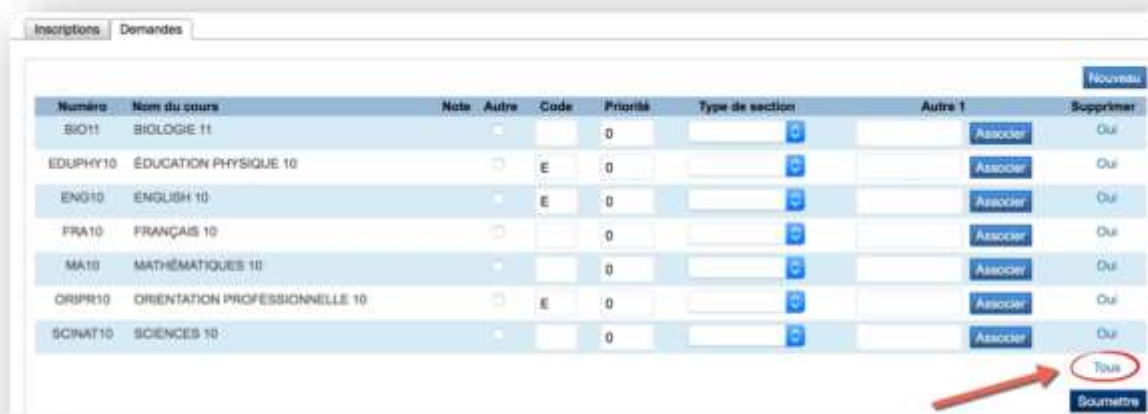 Inscriptions Demandes
Nouveau
Numéro Nom du cours Note Autre Code Priorité Type de section Autre 1 Supprimer
BIO11 BIOLOGIE 11 0 Associer Oui
EDUPHY10 ÉDUCATION PHYSIQUE 10 E 0 Associer Oui
ENG10 ENGLISH 10 E 0 Associer Oui
FRA10 FRANÇAIS 10 0 Associer Oui
MA10 MATHÉMATIQUES 10 0 Associer Oui
ORIPR10 ORIENTATION PROFESSIONNELLE 10 E 0 Associer Oui
SCINAT10 SCIENCES 10 0 Associer Oui
Tous
Soumettre